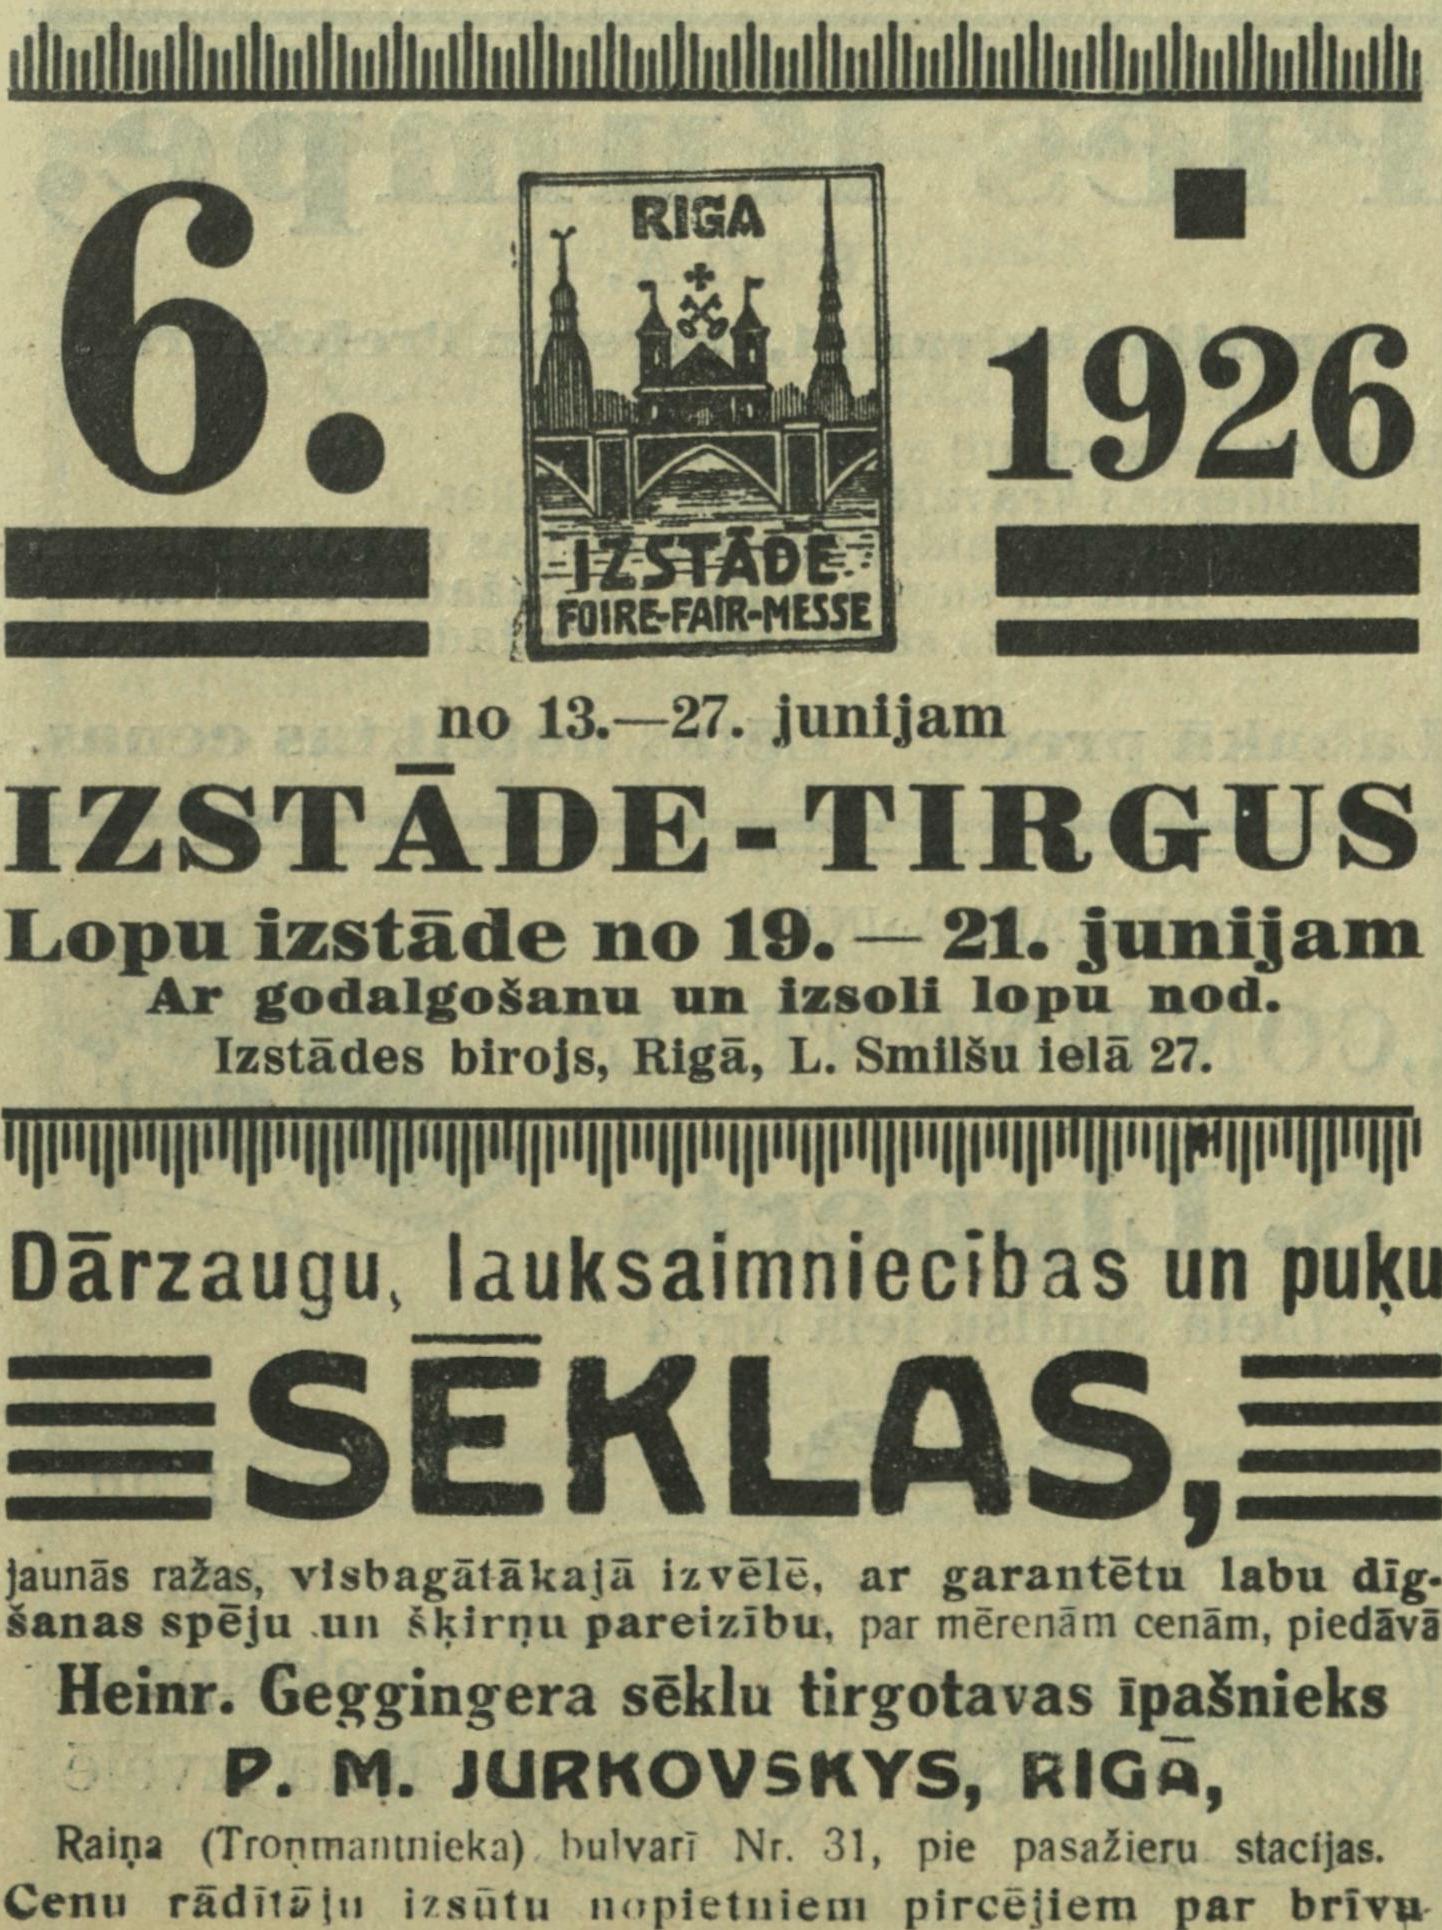 6.
RIGA
IZSTĀDE
FOIRE-FAIR-MESSE
1926
no 13.—27. junijam
IZSTĀDE-TIRGUS
Lopu izstāde no 19. — 21. junijam
Ar godalgošanu un izsoli lopu nod.
Izstādes birojs, Rigā, L. Smilšu ielā 27.
Dārzaugu, lauksaimniecības un puķu
SĒKLAS,
jaunās ražas, visbagātākajā izvēlē, ar garantētu labu dīg-
šanas spēju un šķirņu pareizību, par mērenām cenām, piedāvā
Heinr. Geggingera sēklu tirgotavas īpašnieks
P. M. JURKOVSKYS, RIGĀ,
Raiņa (Troņmantnieka) bulvarī Nr. 31, pie pasažieru stacijas.
Cenu rādītāju izsūtu nopietniem pircējiem par brīvu